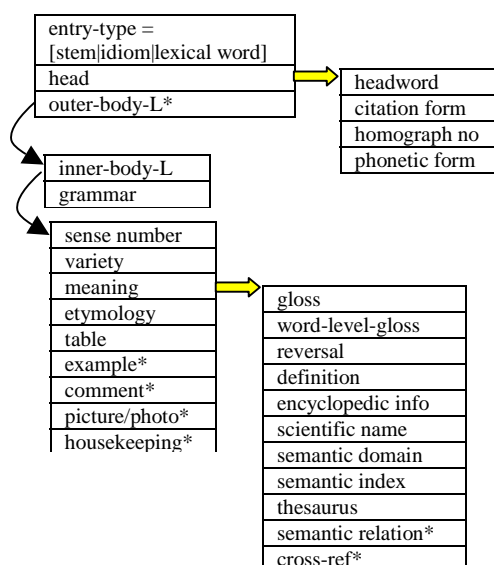 entry-type =
[stem|idiom|lexical word]
head
outer-body-L*
headword
citation form
homograph no
phonetic form
inner-body-L
grammar
sense number
variety
meaning
etymology
table
example*
comment*
picture/photo*
housekeeping*
gloss
word-level-gloss
reversal
definition
encyclopedic info
scientific name
semantic domain
semantic index
thesaurus
semantic relation*
cross-ref*